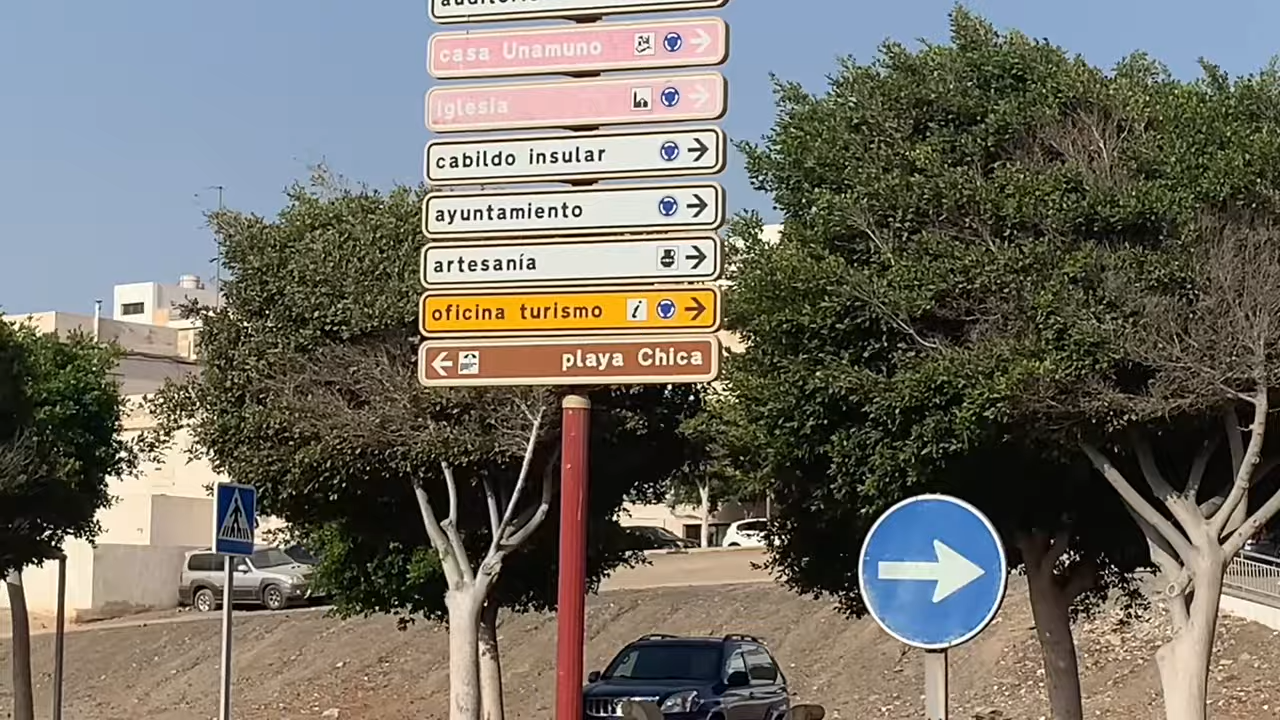 casa Unamuno
iglesia
cabildo insular
ayuntamiento
artesanía
oficina turismo i
playa Chica